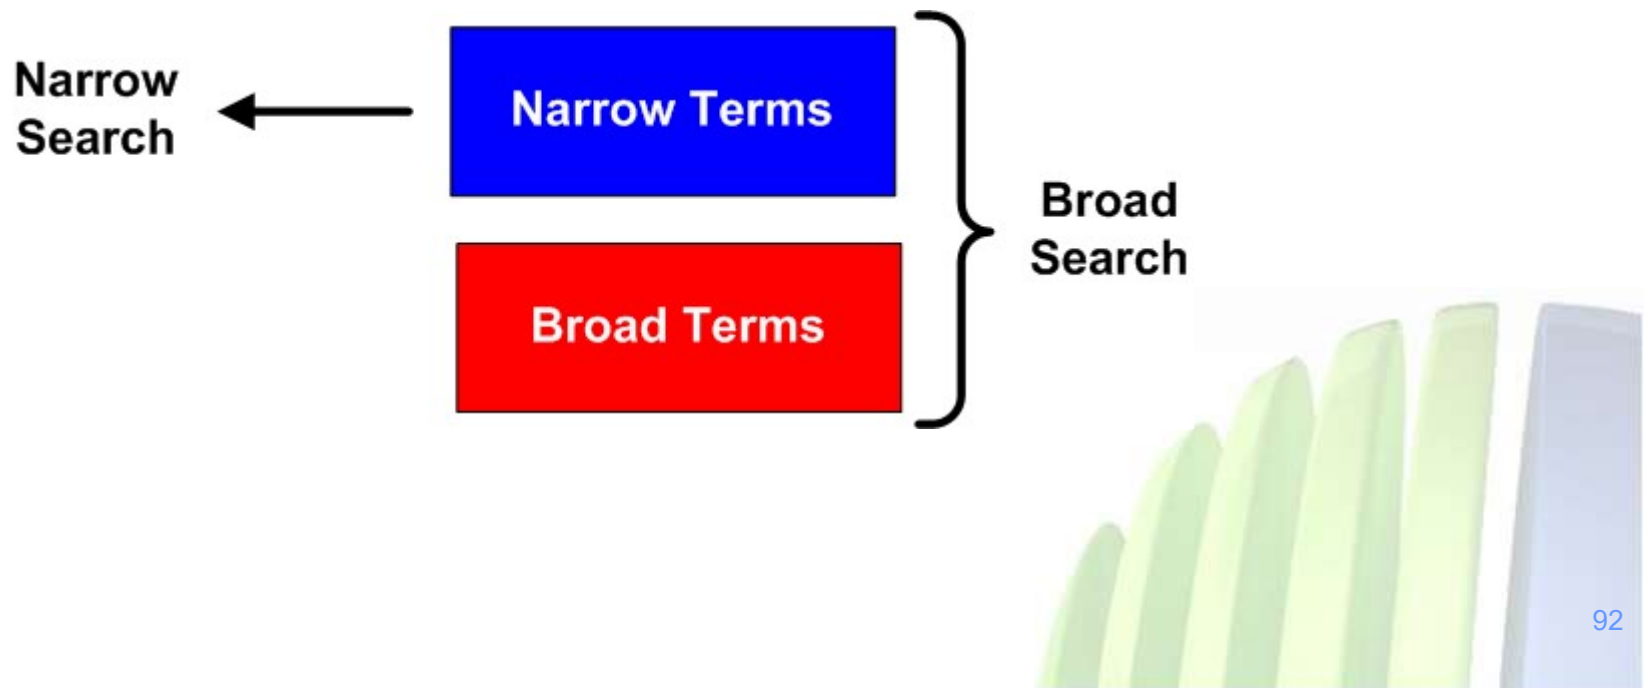 Narrow
Search
Narrow Terms
Broad Terms
Broad
Search
92